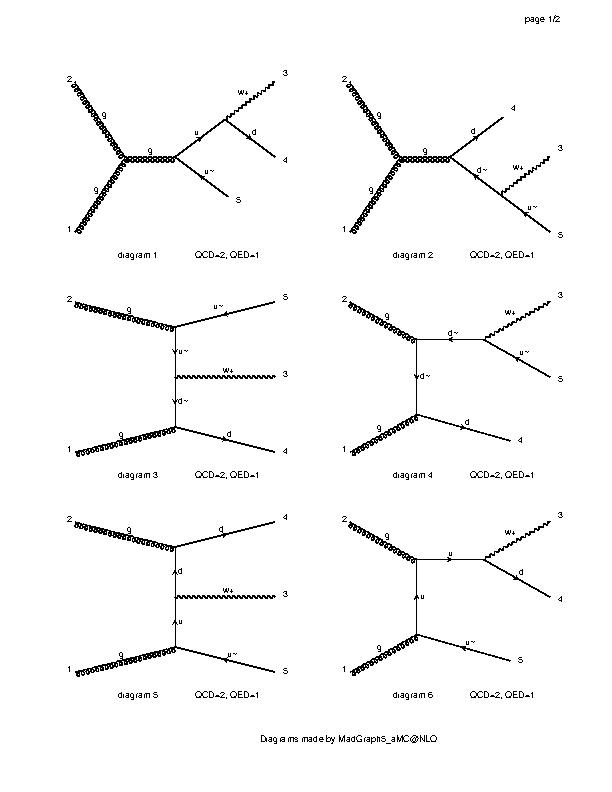 page 1/2
2 g g g 1 u w+ 3 d 4 u~ 5
diagram 1 QCD=2, QED=1
2 g g g 1 d 4 d~ w+ 3 u~ 5
diagram 2 QCD=2, QED=1
2 g u~ 5 u~ w+ 3 d~ 1 g d 4
diagram 3 QCD=2, QED=1
2 g d~ w+ 3 u~ 5 d~ 1 g d 4
diagram 4 QCD=2, QED=1
2 g d 4 d w+ 3 u 1 g u~ 5
diagram 5 QCD=2, QED=1
2 g u w+ 3 d 4 u 1 g u~ 5
diagram 6 QCD=2, QED=1
Diagrams made by MadGraph5_aMC@NLO